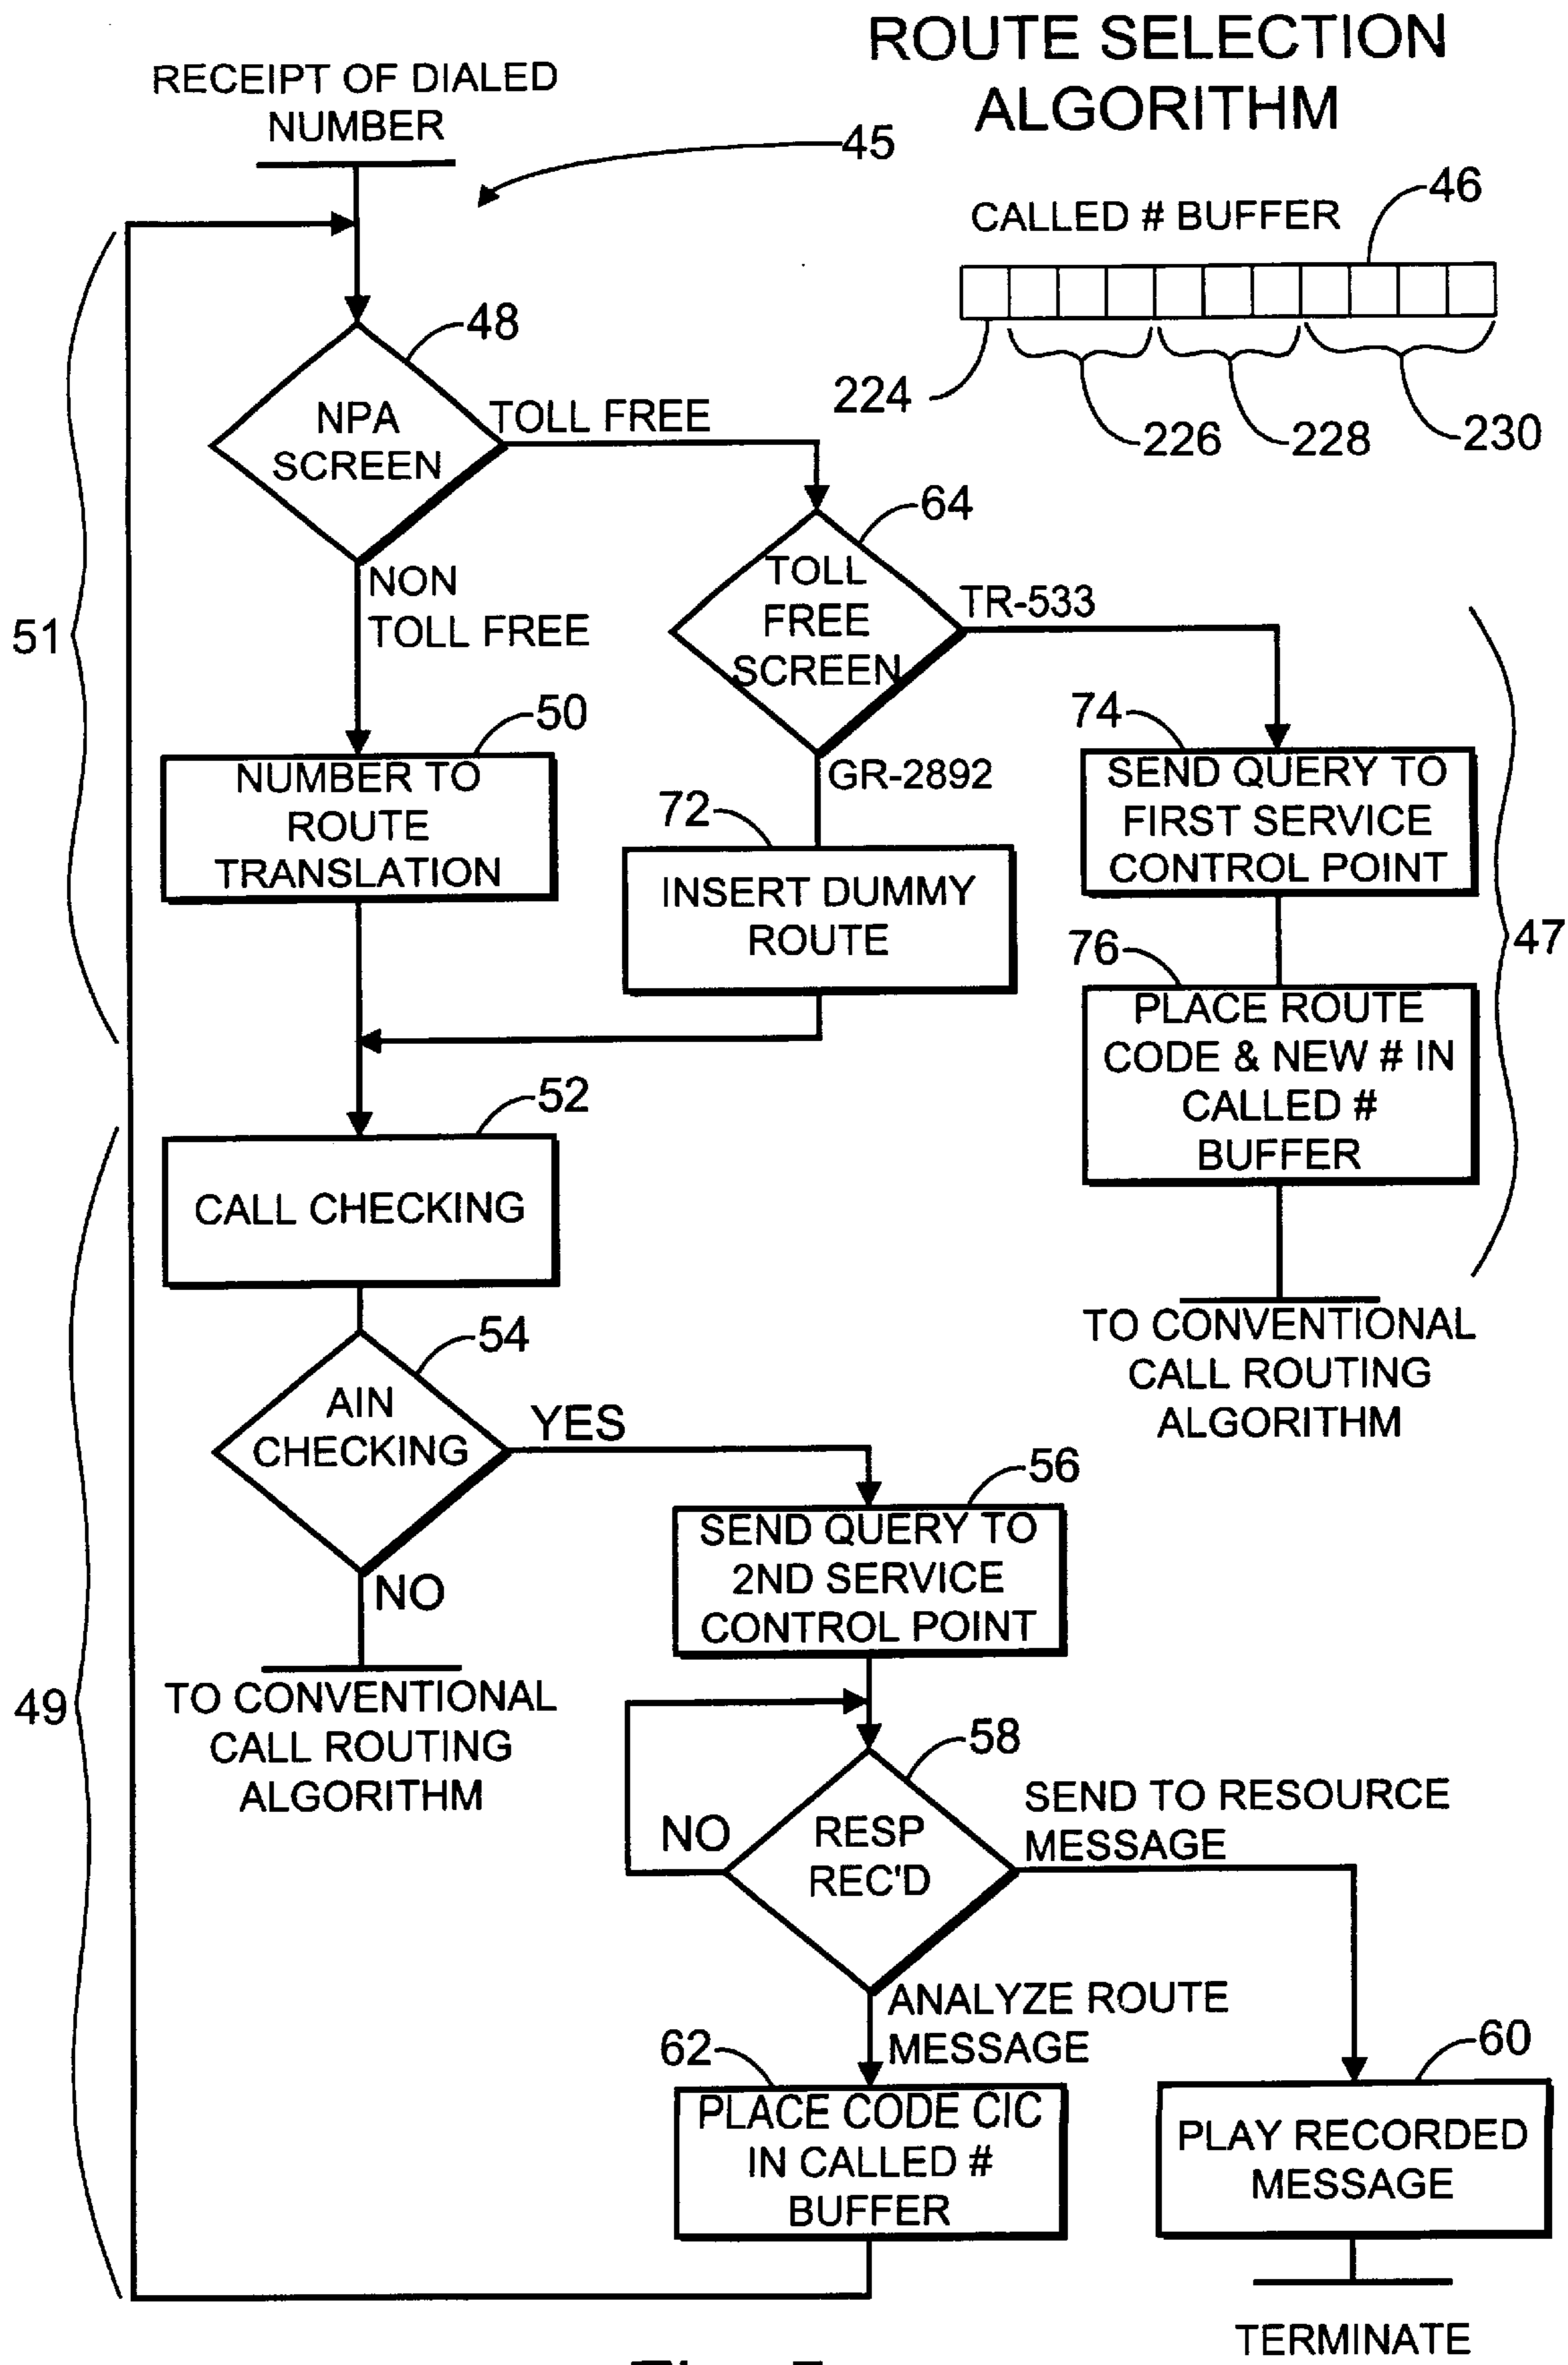 ROUTE SELECTION
ALGORITHM
RECEIPT OF DIALED
NUMBER
45
46
CALLED # BUFFER
224
226
228
230
48
NPA
SCREEN
TOLL FREE
NON
TOLL FREE
64
TOLL
FREE
SCREEN
TR-533
GR-2892
51
50
NUMBER TO
ROUTE
TRANSLATION
72
INSERT DUMMY
ROUTE
74
SEND QUERY TO
FIRST SERVICE
CONTROL POINT
47
76
PLACE ROUTE
CODE & NEW # IN
CALLED #
BUFFER
TO CONVENTIONAL
CALL ROUTING
ALGORITHM
52
CALL CHECKING
54
AIN
CHECKING
YES
NO
TO CONVENTIONAL
CALL ROUTING
ALGORITHM
49
56
SEND QUERY TO
2ND SERVICE
CONTROL POINT
58
RESP
REC'D
NO
SEND TO RESOURCE
MESSAGE
ANALYZE ROUTE
MESSAGE
62
PLACE CODE CIC
IN CALLED #
BUFFER
60
PLAY RECORDED
MESSAGE
TERMINATE